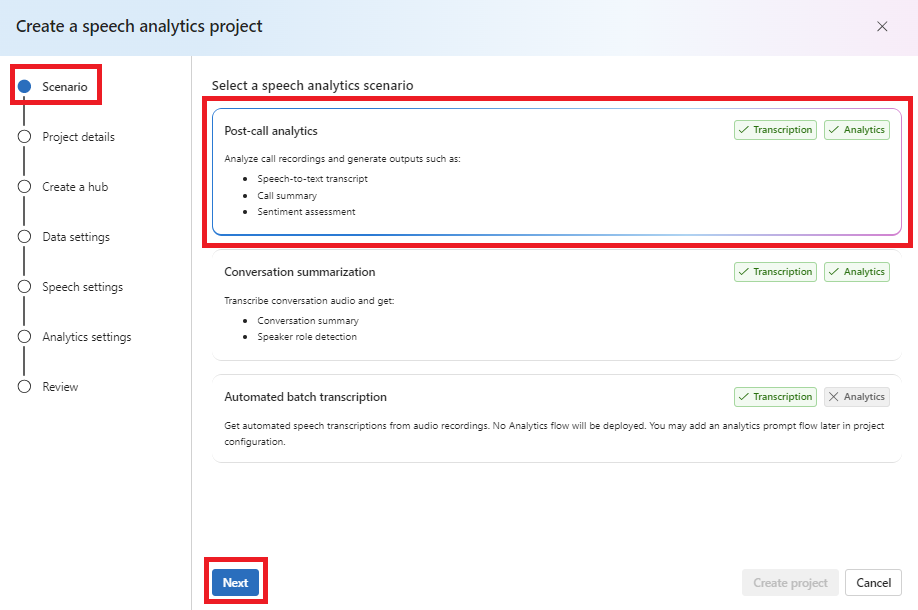 Create a speech analytics project
Scenario
Project details
Create a hub
Data settings
Speech settings
Analytics settings
Review
Select a speech analytics scenario
Post-call analytics
Transcription
Analytics
Analyze call recordings and generate outputs such as:
Speech-to-text transcript
Call summary
Sentiment assessment
Conversation summarization
Transcription
Analytics
Transcribe conversation audio and get:
Conversation summary
Speaker role detection
Automated batch transcription
Transcription
Analytics
Get automated speech transcriptions from audio recordings. No Analytics flow will be deployed. You may add an analytics prompt flow later in project
configuration.
Next
Create project
Cancel